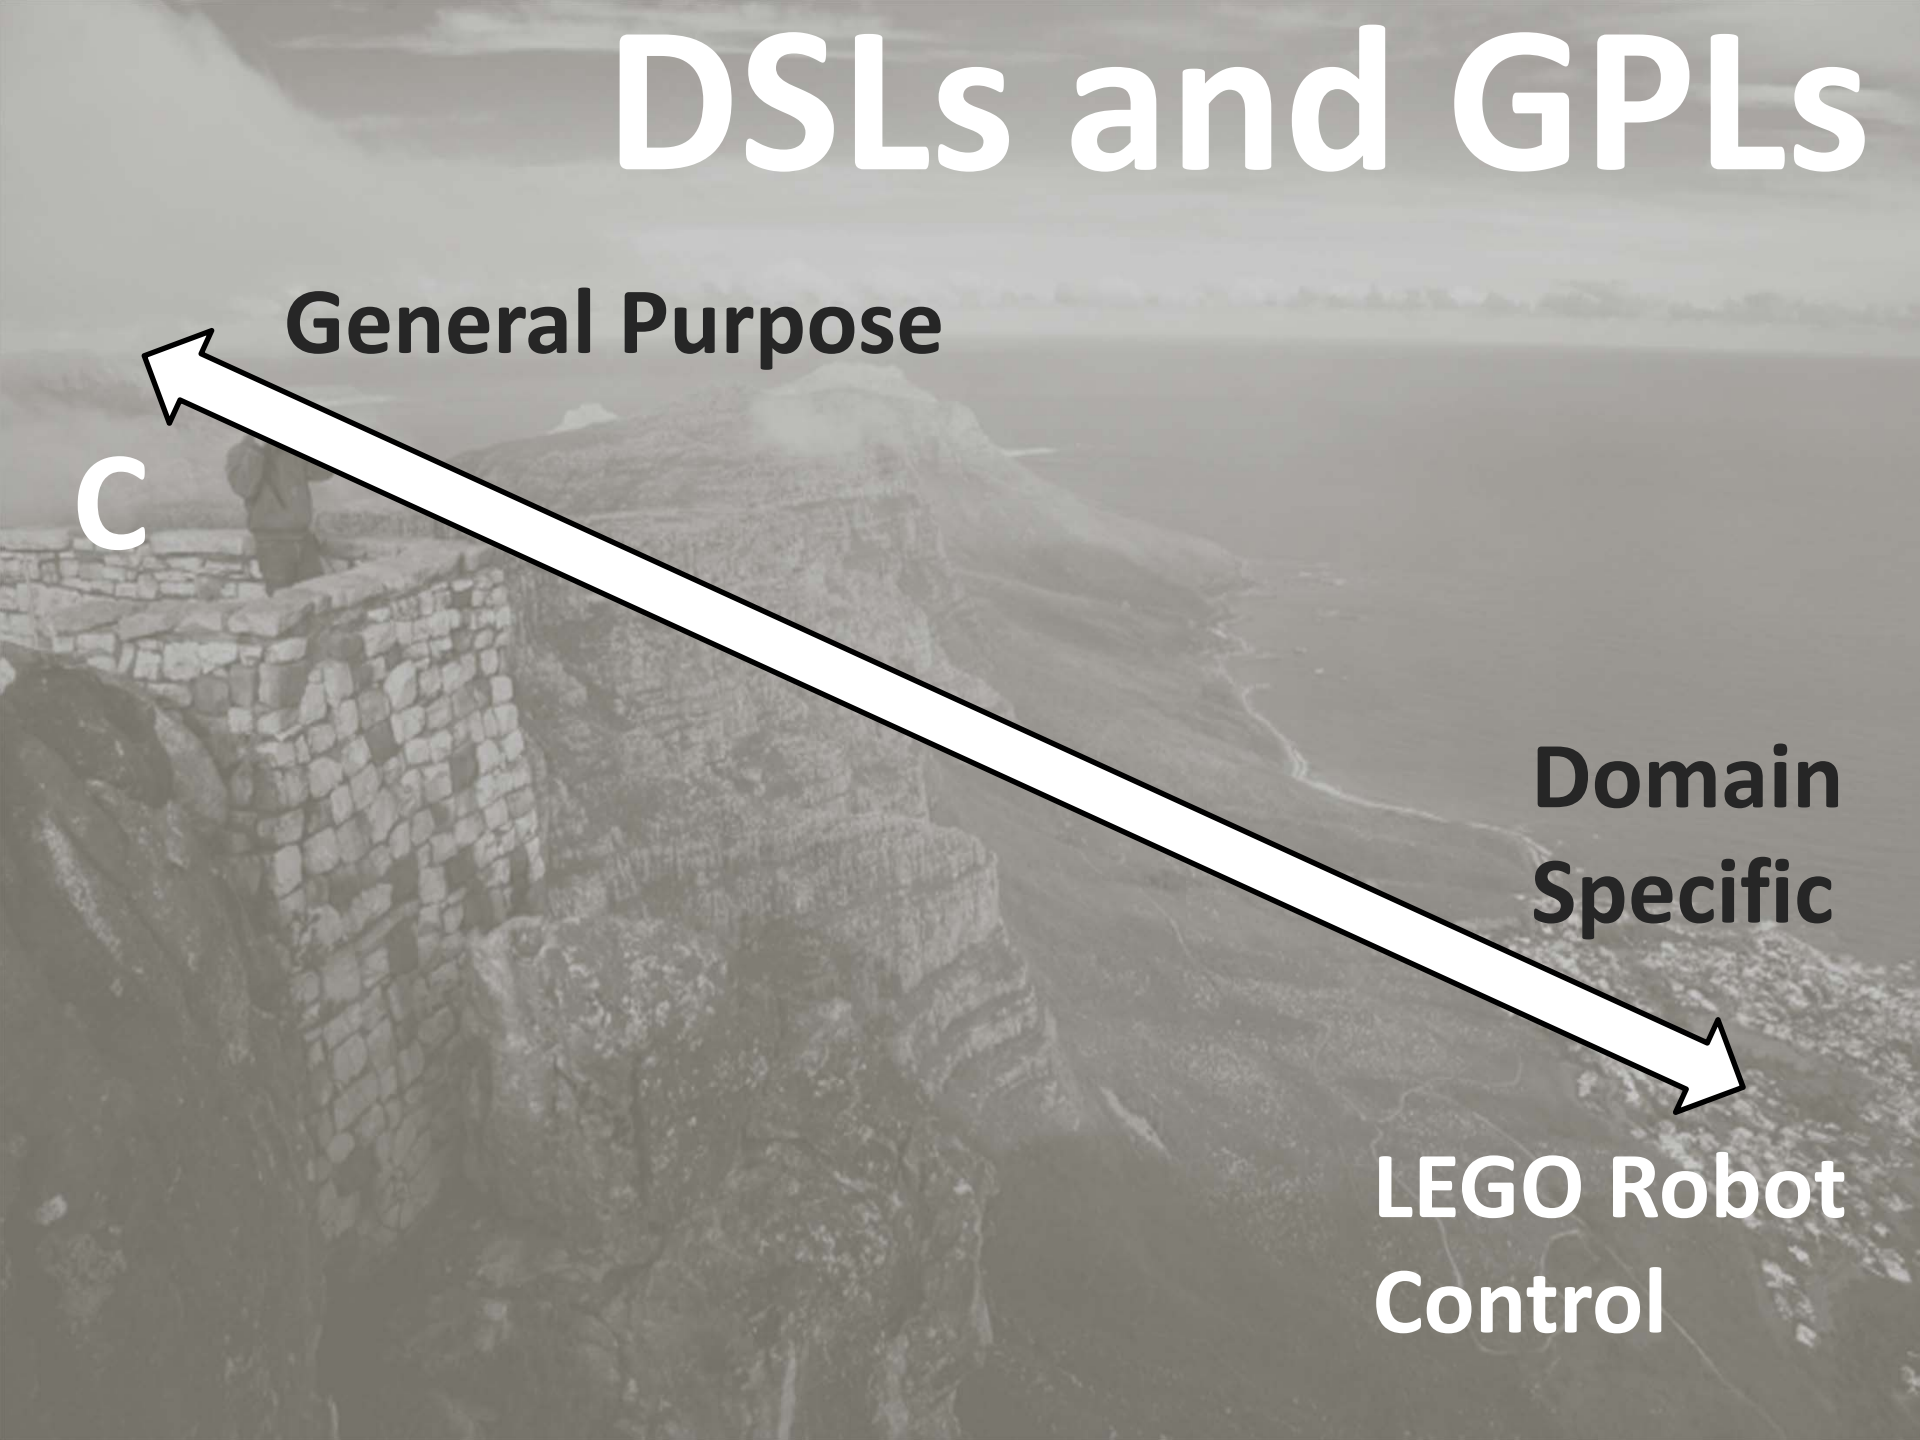 DSLs and GPLs
General Purpose
C
Domain
Specific
LEGO Robot
Control